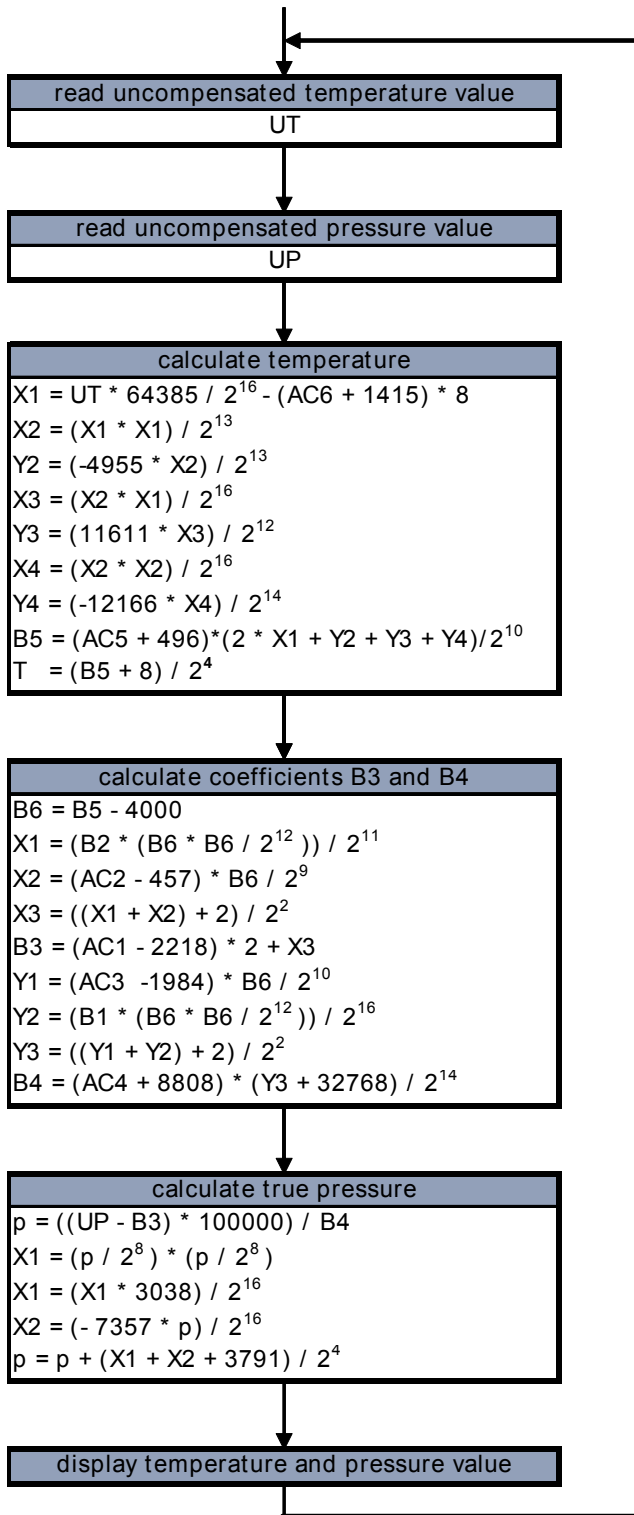 read uncompensated temperature value
UT
read uncompensated pressure value
UP
calculate temperature
X1 = UT * 64385 / 2^16 - (AC6 + 1415) * 8
X2 = (X1 * X1) / 2^13
Y2 = (-4955 * X2) / 2^13
X3 = (X2 * X1) / 2^16
Y3 = (11611 * X3) / 2^12
X4 = (X2 * X2) / 2^16
Y4 = (-12166 * X4) / 2^14
B5 = (AC5 + 496)*(2 * X1 + Y2 + Y3 + Y4)/2^10
T = (B5 + 8) / 2^4
calculate coefficients B3 and B4
B6 = B5 - 4000
X1 = (B2 * (B6 * B6 / 2^12 )) / 2^11
X2 = (AC2 - 457) * B6 / 2^9
X3 = ((X1 + X2) + 2) / 2^2
B3 = (AC1 - 2218) * 2 + X3
Y1 = (AC3 -1984) * B6 / 2^10
Y2 = (B1 * (B6 * B6 / 2^12 )) / 2^16
Y3 = ((Y1 + Y2) + 2) / 2^2
B4 = (AC4 + 8808) * (Y3 + 32768) / 2^14
calculate true pressure
p = ((UP - B3) * 100000) / B4
X1 = (p / 2^8 ) * (p / 2^8 )
X1 = (X1 * 3038) / 2^16
X2 = (- 7357 * p) / 2^16
p = p + (X1 + X2 + 3791) / 2^4
display temperature and pressure value